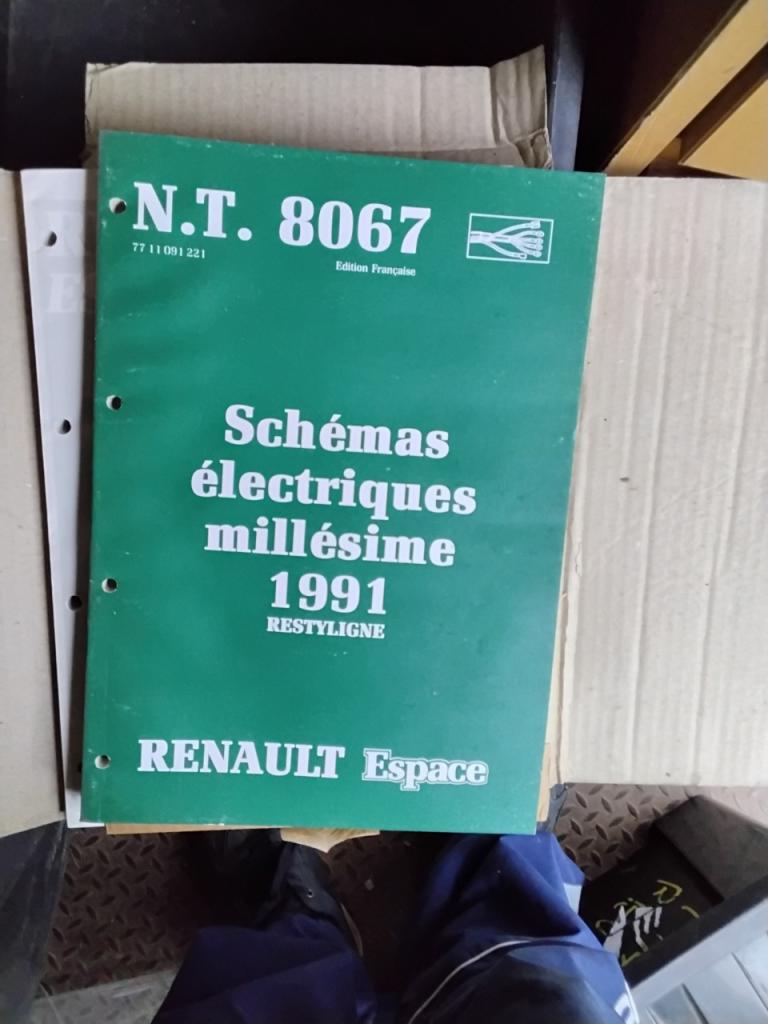 N.T. 8067
77 11 091 221
Edition Française
Schémas
électriques
millésime
1991
RESTYLIGNE
RENAULT Espace